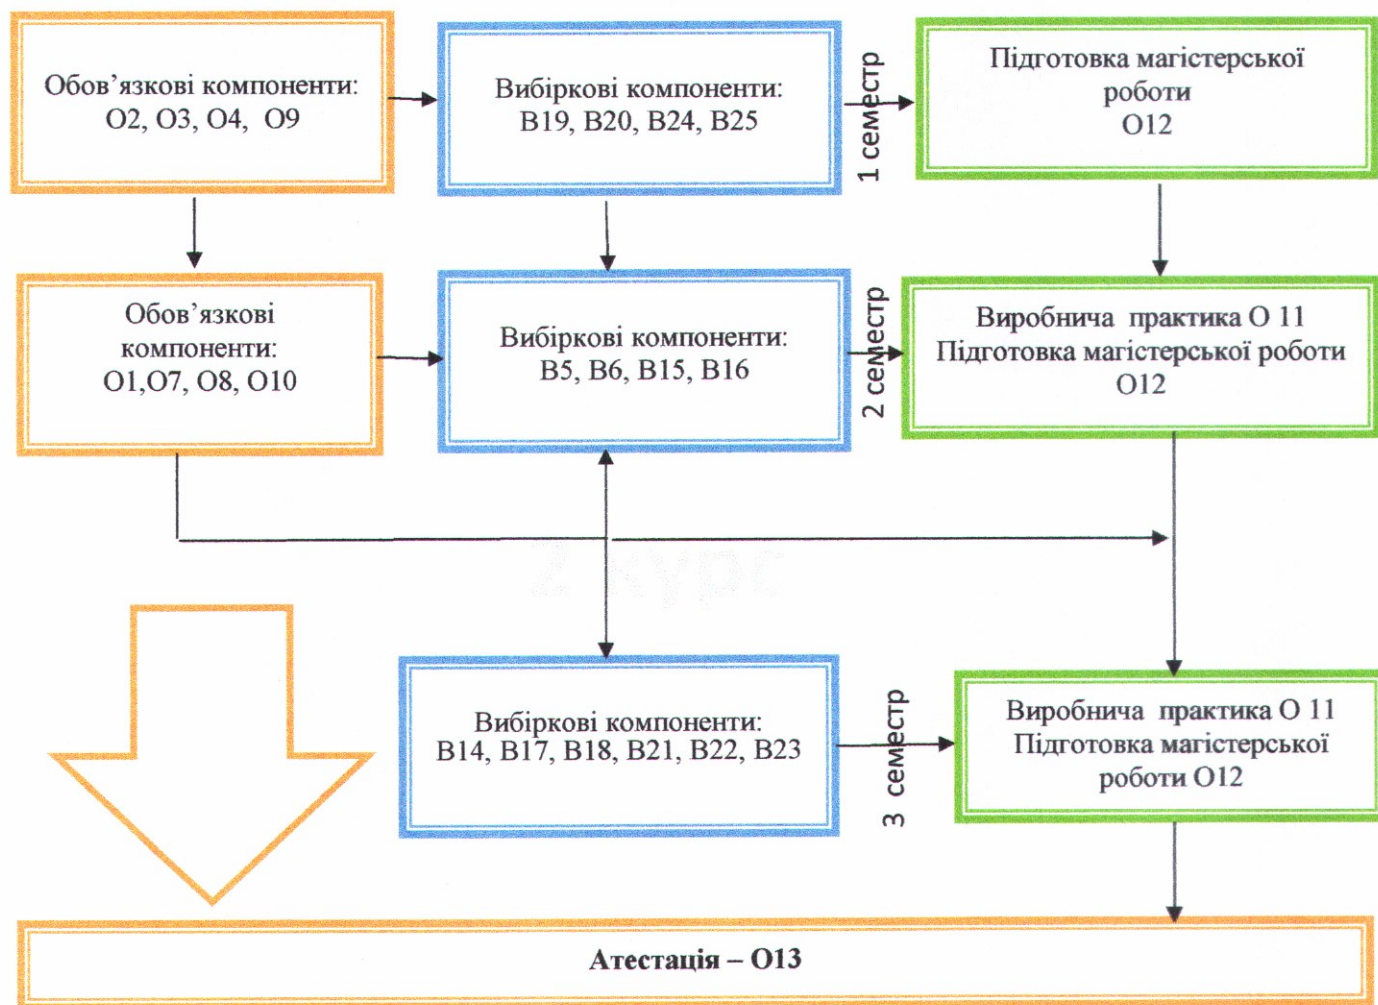 Обов’язкові компоненти:
О2, О3, О4, О9
Вибіркові компоненти:
В19, В20, В24, В25
1 семестр
Підготовка магістерської
роботи
О12
Обов’язкові
компоненти:
О1,О7, О8, О10
Вибіркові компоненти:
В5, В6, В15, В16
2 семестр
Виробнича практика О 11
Підготовка магістерської роботи
О12
2 курс
Вибіркові компоненти:
В14, В17, В18, В21, В22, В23
3 семестр
Виробнича практика О 11
Підготовка магістерської
роботи О12
Атестація – О13